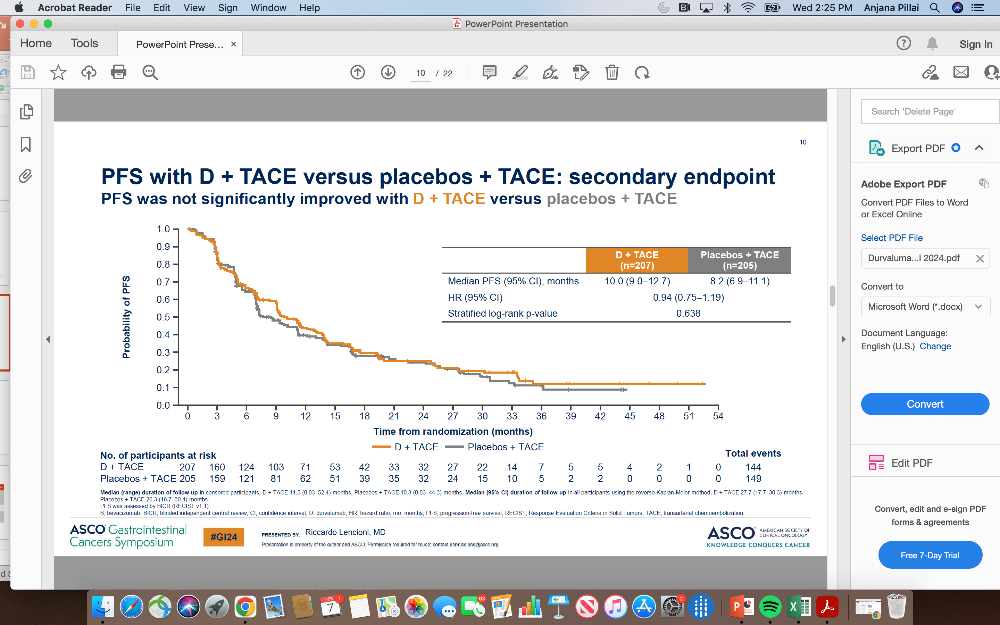 Acrobat Reader File Edit View Sign Window Help Wed 2:25 PM Anjana Pillai
PowerPoint Presentation
Home Tools PowerPoint Prese... × Sign In
10 / 22
Search 'Delete Page'
Export PDF
Adobe Export PDF
Convert PDF Files to Word
or Excel Online
Select PDF File
Durvaluma...l 2024.pdf
Convert to
Microsoft Word (*.docx)
Document Language:
English (U.S.) Change
Convert
Edit PDF
Convert, edit and e-sign PDF
forms & agreements
Free 7-Day Trial
10
PFS with D + TACE versus placebos + TACE: secondary endpoint
PFS was not significantly improved with D + TACE versus placebos + TACE
Probability of PFS
1.0
0.9
0.8
0.7
0.6
0.5
0.4
0.3
0.2
0.1
0.0
0 3 6 9 12 15 18 21 24 27 30 33 36 39 42 45 48 51 54
Time from randomization (months)
D + TACE Placebos + TACE
D + TACE (n=207) Placebos + TACE (n=205)
Median PFS (95% CI), months 10.0 (9.0–12.7) 8.2 (6.9–11.1)
HR (95% CI) 0.94 (0.75–1.19)
Stratified log-rank p-value 0.638
No. of participants at risk Total events
D + TACE 207 160 124 103 71 53 42 33 32 27 22 14 7 5 5 4 2 1 0 144
Placebos + TACE 205 159 121 81 62 51 39 35 32 24 15 10 5 2 2 0 0 0 0 149
Median (range) duration of follow-up in censored participants, D + TACE 11.5 (0.03–52.4) months, Placebos + TACE 10.3 (0.03–44.3) months. Median (95% CI) duration of follow-up in all participants using the reverse Kaplan-Meier method, D + TACE 27.7 (17.7–30.3) months,
Placebos + TACE 26.3 (16.7–30.4) months.
PFS was assessed by BICR (RECIST v1.1)
B, bevacizumab; BICR, blinded independent central review; CI, confidence interval; D, durvalumab; HR, hazard ratio; mo, months, PFS, progression-free survival; RECIST, Response Evaluation Criteria in Solid Tumors; TACE, transarterial chemoembolization.
ASCO Gastrointestinal
Cancers Symposium
#GI24
PRESENTED BY: Riccardo Lencioni, MD
Presentation is property of the author and ASCO. Permission required for reuse; contact permissions@asco.org.
ASCO AMERICAN SOCIETY OF
CLINICAL ONCOLOGY
KNOWLEDGE CONQUERS CANCER
FEB
7
1
63
PAGES
2
3D